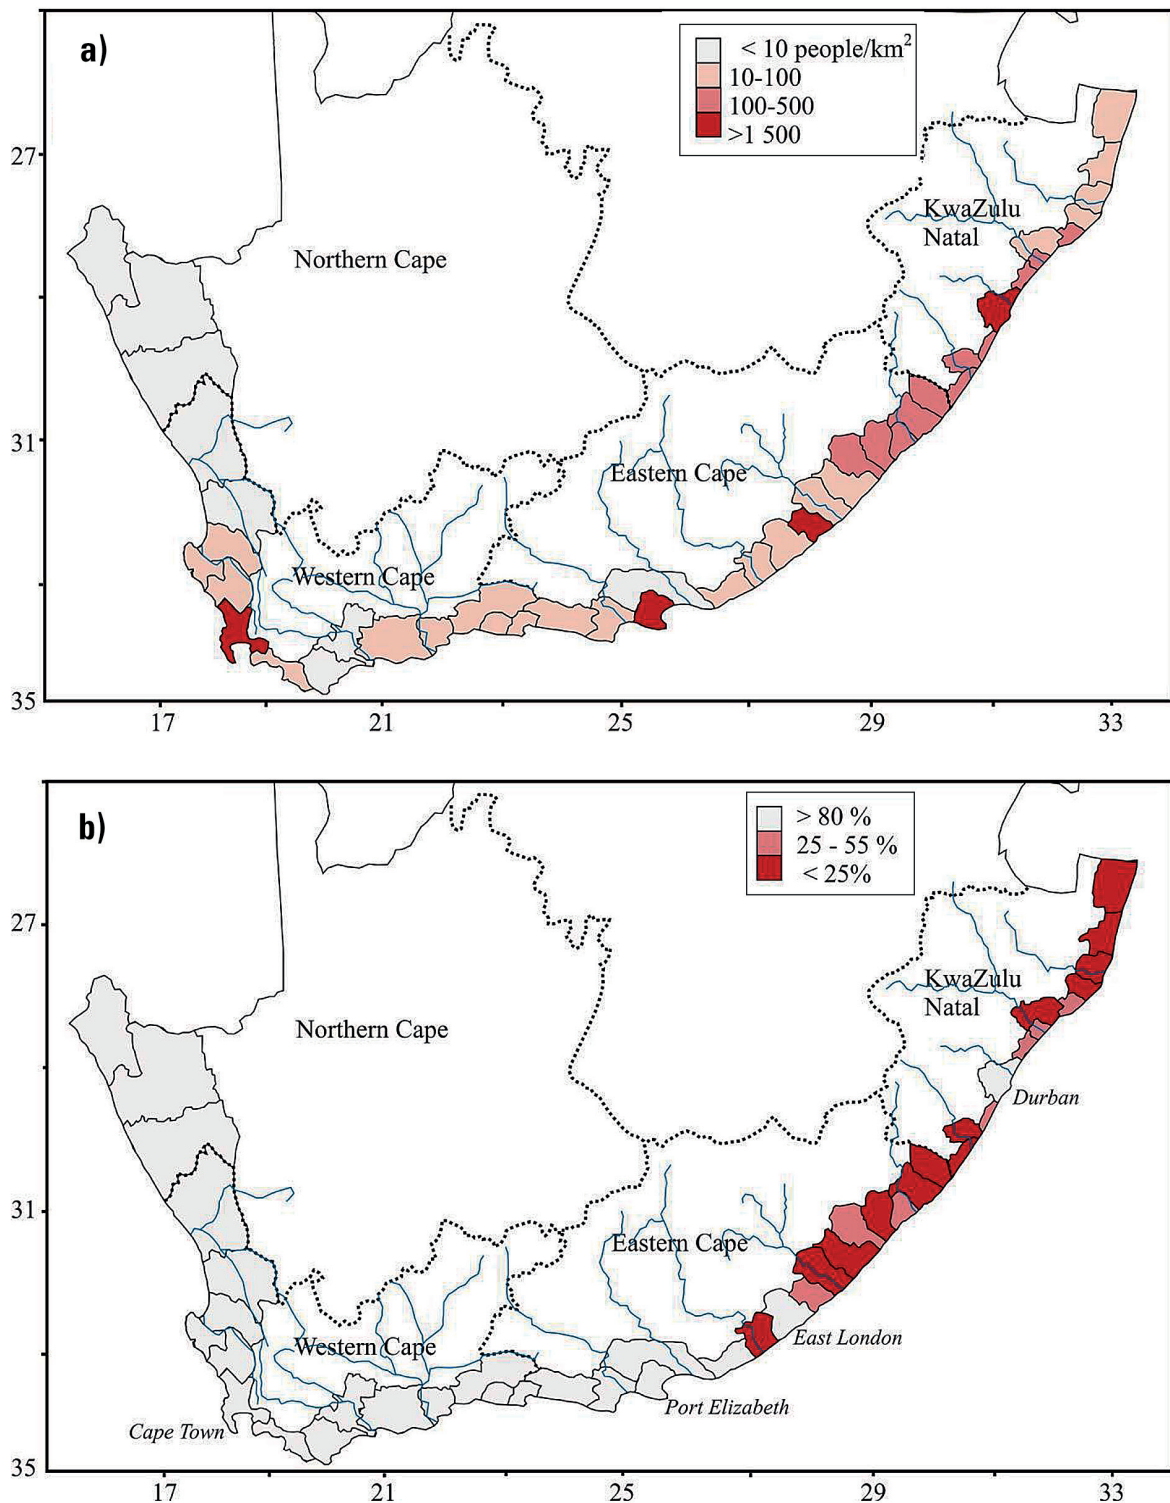 a)
< 10 people/km²
10-100
100-500
>1 500
27
KwaZulu
Natal
Northern Cape
31
Eastern Cape
Western Cape
35
17
21
25
29
33
b)
> 80 %
25 - 55 %
< 25%
27
KwaZulu
Natal
Northern Cape
Durban
31
Eastern Cape
East London
Western Cape
Port Elizabeth
Cape Town
35
17
21
25
29
33